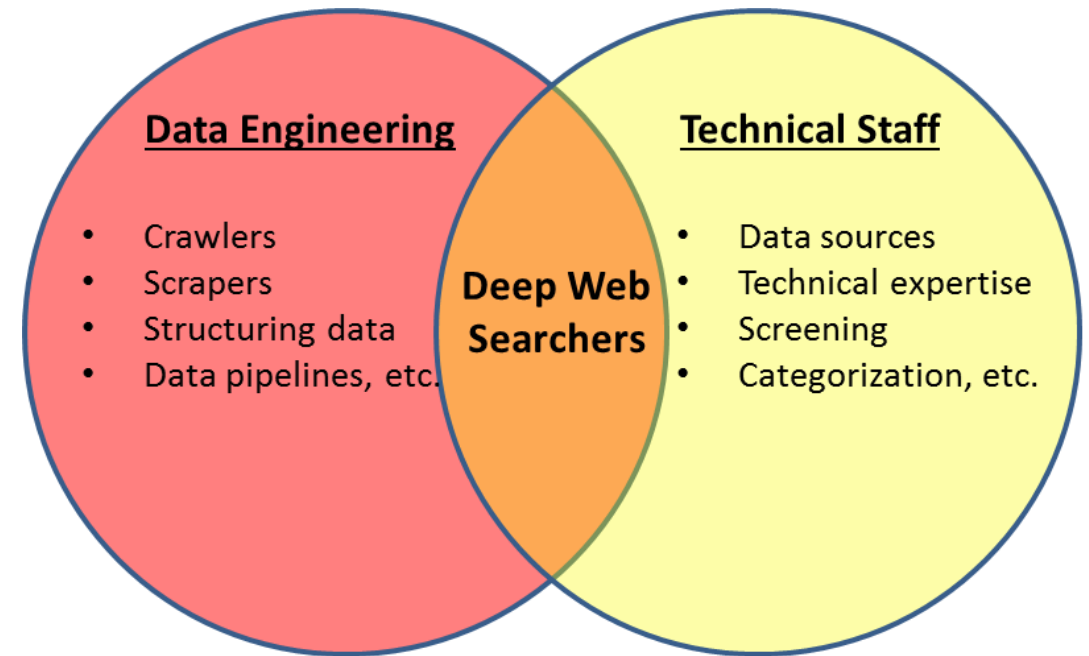 Data Engineering
• Crawlers
• Scrapers
• Structuring data
• Data pipelines, etc.
Deep Web
Searchers
Technical Staff
• Data sources
• Technical expertise
• Screening
• Categorization, etc.